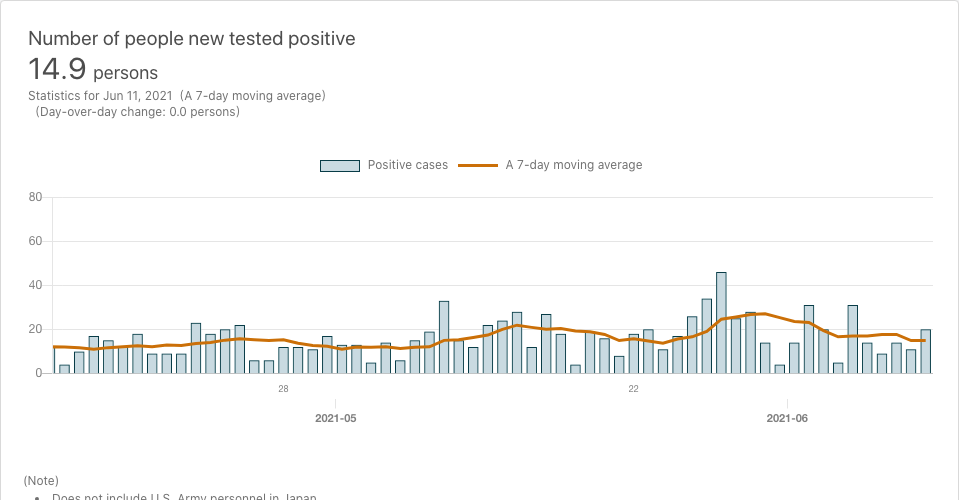 Number of people new tested positive
14.9 persons
Statistics for Jun 11, 2021 (A 7-day moving average)
(Day-over-day change: 0.0 persons)
Positive cases A 7-day moving average
80
60
40
20
0
28 22
2021-05 2021-06
(Note)
• Does not include U.S. Army personnel in Japan